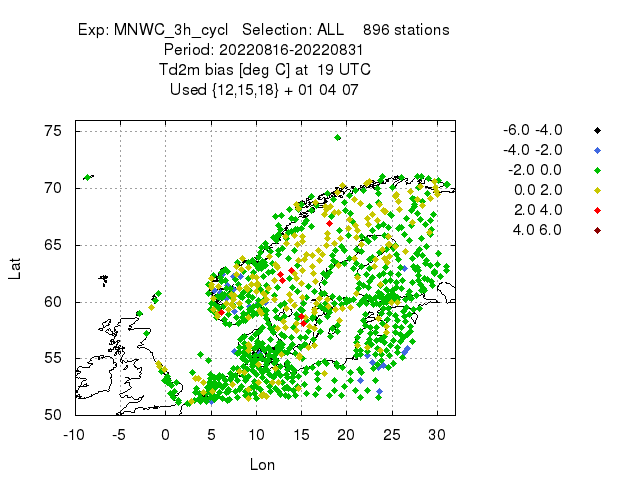 Exp: MNWC_3h_cycl   Selection: ALL    896 stations
Period: 20220816-20220831
Td2m bias [deg C] at  19 UTC
Used {12,15,18} + 01 04 07
-6.0 -4.0
-4.0 -2.0
-2.0 0.0
0.0 2.0
2.0 4.0
4.0 6.0
75
70
65
60
55
50
Lat
-10 -5 0 5 10 15 20 25 30
Lon